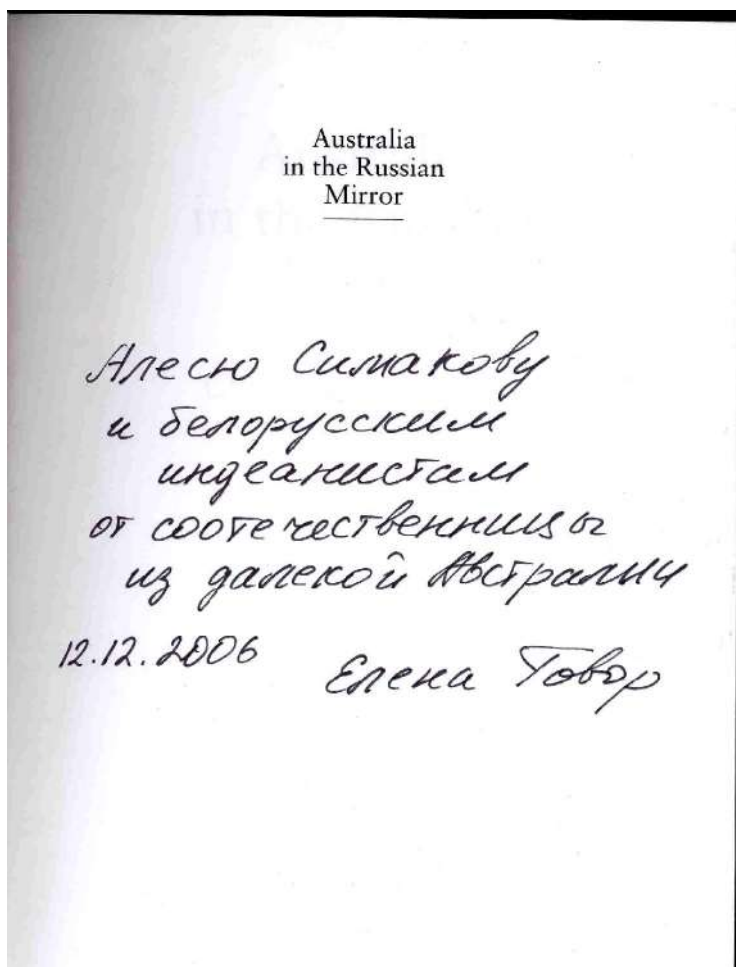 Australia
in the Russian
Mirror
Алесю Симакову
и белорусским
индеанистам
от соотечественницы
из далекой Австралии
12.12.2006
Елена Говор